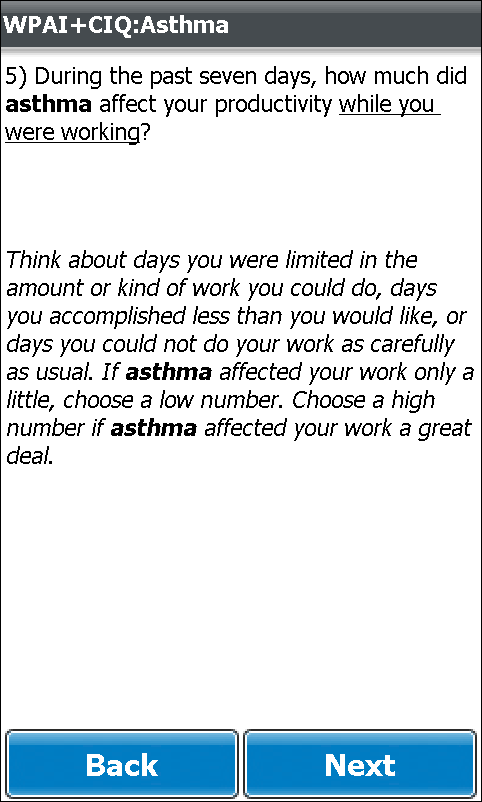 WPAI+CIQ:Asthma
5) During the past seven days, how much did
asthma affect your productivity while you
were working?
Think about days you were limited in the
amount or kind of work you could do, days
you accomplished less than you would like, or
days you could not do your work as carefully
as usual. If asthma affected your work only a
little, choose a low number. Choose a high
number if asthma affected your work a great
deal.
Back Next